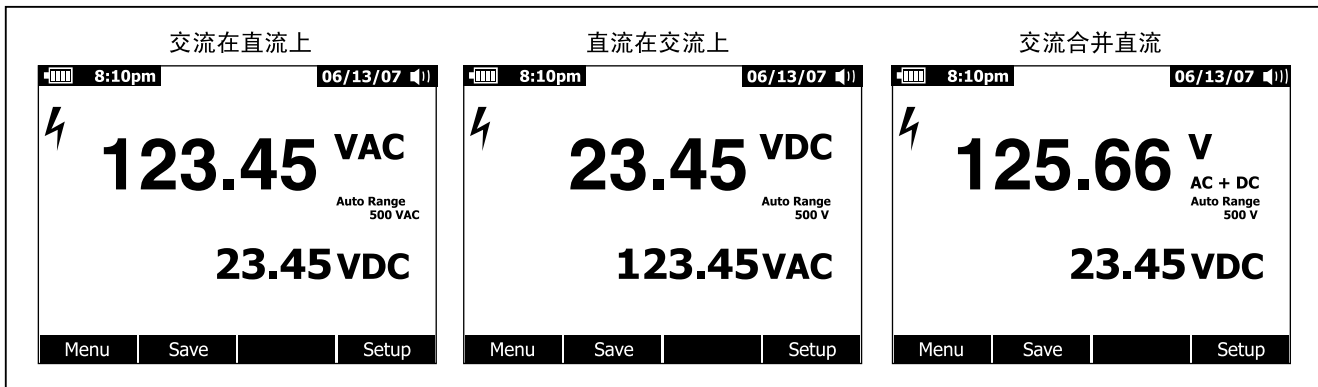 交流在直流上
8:10pm 06/13/07
123.45 VAC
Auto Range
500 VAC
23.45 VDC
Menu Save Setup
直流在交流上
8:10pm 06/13/07
23.45 VDC
Auto Range
500 V
123.45 VAC
Menu Save Setup
交流合并直流
8:10pm 06/13/07
125.66 V
AC + DC
Auto Range
500 V
23.45 VDC
Menu Save Setup